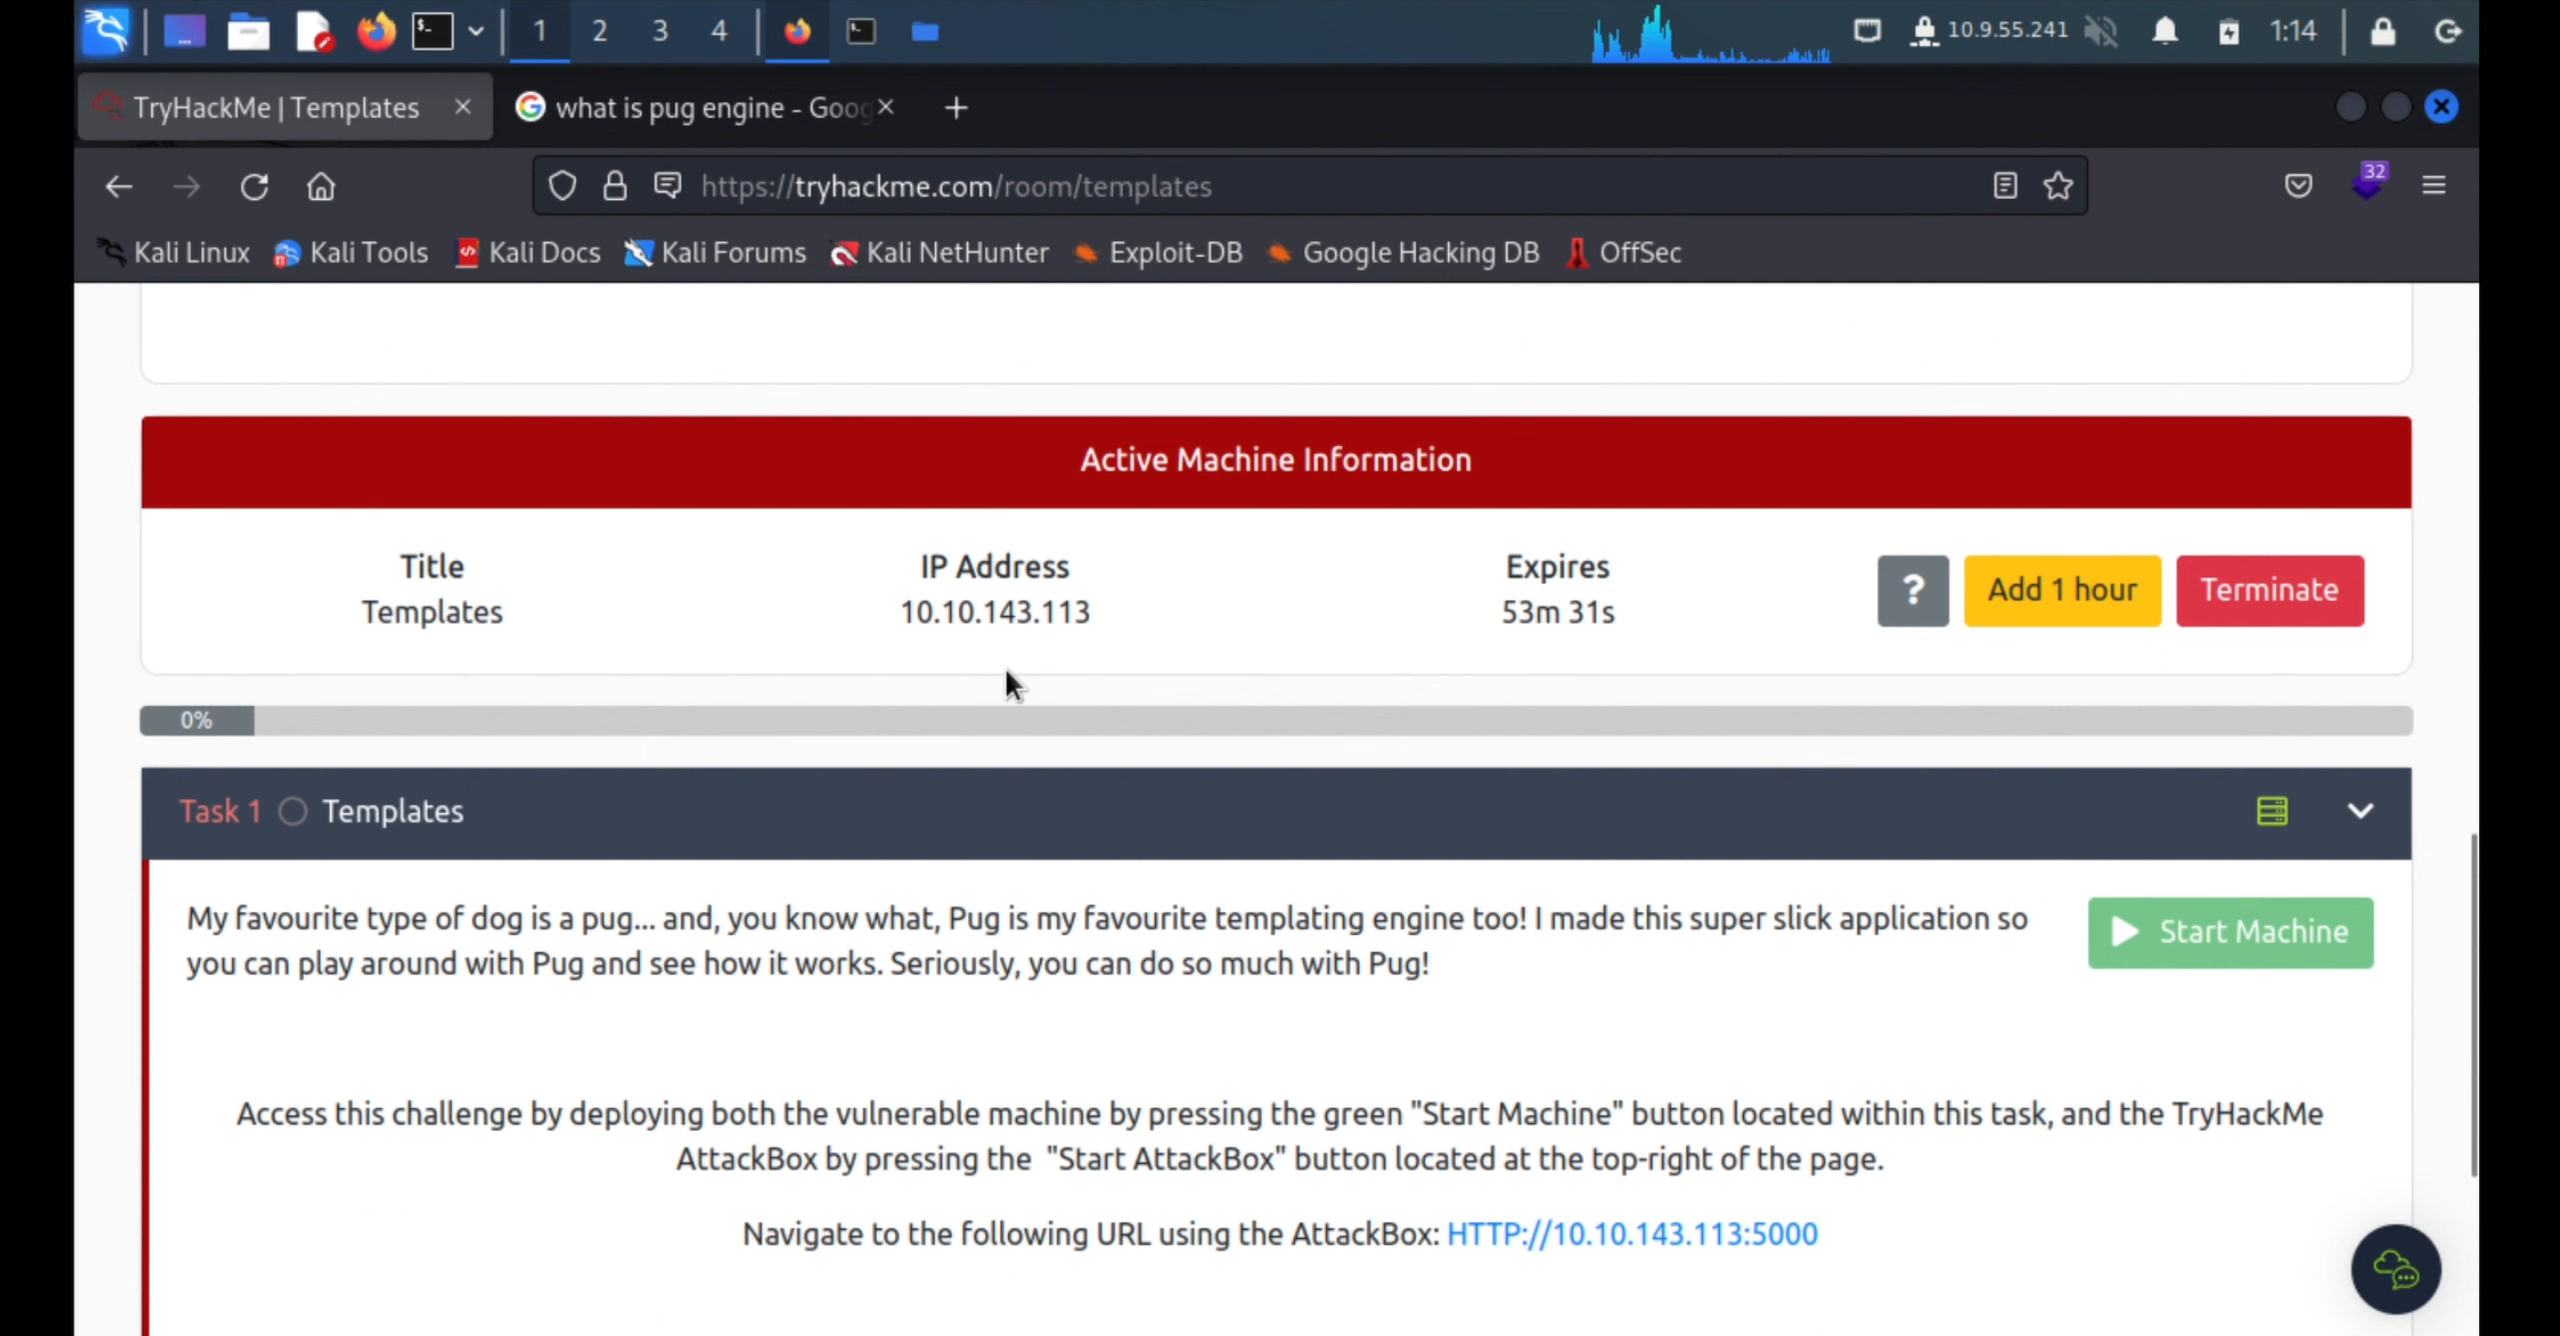 1 2 3 4 10.9.55.241 1:14
TryHackMe | Templates what is pug engine - Goog
https://tryhackme.com/room/templates 32
Kali Linux Kali Tools Kali Docs Kali Forums Kali NetHunter Exploit-DB Google Hacking DB OffSec
Active Machine Information
Title IP Address Expires
Templates 10.10.143.113 53m 31s ? Add 1 hour Terminate
0%
Task 1 Templates
My favourite type of dog is a pug... and, you know what, Pug is my favourite templating engine too! I made this super slick application so
you can play around with Pug and see how it works. Seriously, you can do so much with Pug!
Start Machine
Access this challenge by deploying both the vulnerable machine by pressing the green "Start Machine" button located within this task, and the TryHackMe
AttackBox by pressing the "Start AttackBox" button located at the top-right of the page.
Navigate to the following URL using the AttackBox: HTTP://10.10.143.113:5000